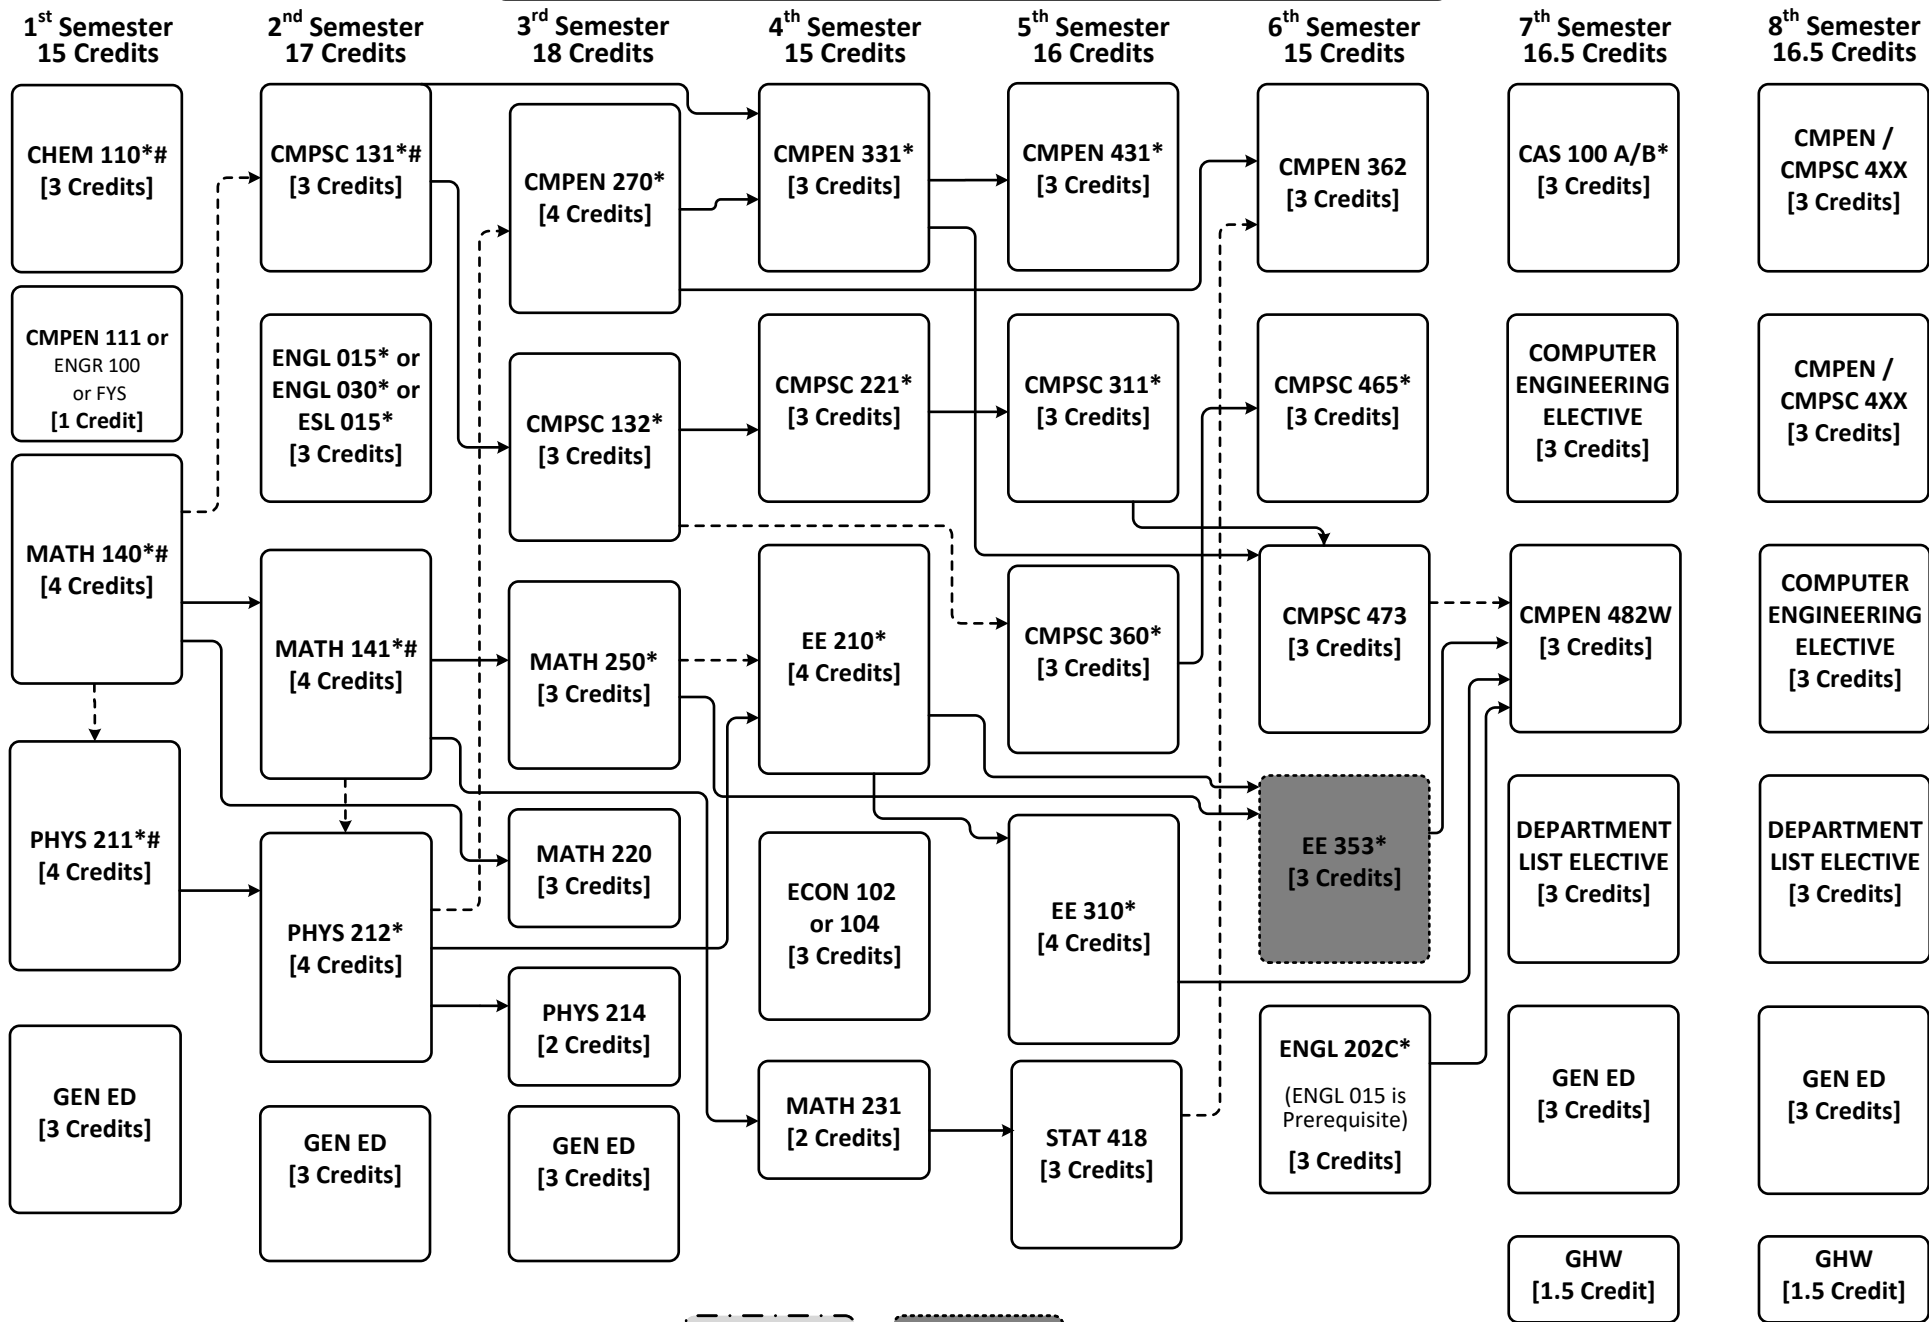 1st Semester
15 Credits
2nd Semester
17 Credits
3rd Semester
18 Credits
4th Semester
15 Credits
5th Semester
16 Credits
6th Semester
15 Credits
7th Semester
16.5 Credits
8th Semester
16.5 Credits
CHEM 110*#
[3 Credits]
CMPEN 111 or
ENGR 100
or FYS
[1 Credit]
MATH 140*#
[4 Credits]
PHYS 211*#
[4 Credits]
GEN ED
[3 Credits]
CMPSC 131*#
[3 Credits]
ENGL 015* or
ENGL 030* or
ESL 015*
[3 Credits]
MATH 141*#
[4 Credits]
PHYS 212*
[4 Credits]
GEN ED
[3 Credits]
CMPEN 270*
[4 Credits]
CMPSC 132*
[3 Credits]
MATH 250*
[3 Credits]
MATH 220
[3 Credits]
PHYS 214
[2 Credits]
GEN ED
[3 Credits]
CMPEN 331*
[3 Credits]
CMPSC 221*
[3 Credits]
EE 210*
[4 Credits]
ECON 102
or 104
[3 Credits]
MATH 231
[2 Credits]
CMPEN 431*
[3 Credits]
CMPSC 311*
[3 Credits]
CMPSC 360*
[3 Credits]
EE 310*
[4 Credits]
STAT 418
[3 Credits]
CMPEN 362
[3 Credits]
CMPSC 465*
[3 Credits]
CMPSC 473
[3 Credits]
EE 353*
[3 Credits]
ENGL 202C*
(ENGL 015 is
Prerequisite)
[3 Credits]
CAS 100 A/B*
[3 Credits]
COMPUTER
ENGINEERING
ELECTIVE
[3 Credits]
CMPEN 482W
[3 Credits]
DEPARTMENT
LIST ELECTIVE
[3 Credits]
GEN ED
[3 Credits]
GHW
[1.5 Credit]
CMPEN /
CMPSC 4XX
[3 Credits]
CMPEN /
CMPSC 4XX
[3 Credits]
COMPUTER
ENGINEERING
ELECTIVE
[3 Credits]
DEPARTMENT
LIST ELECTIVE
[3 Credits]
GEN ED
[3 Credits]
GHW
[1.5 Credit]